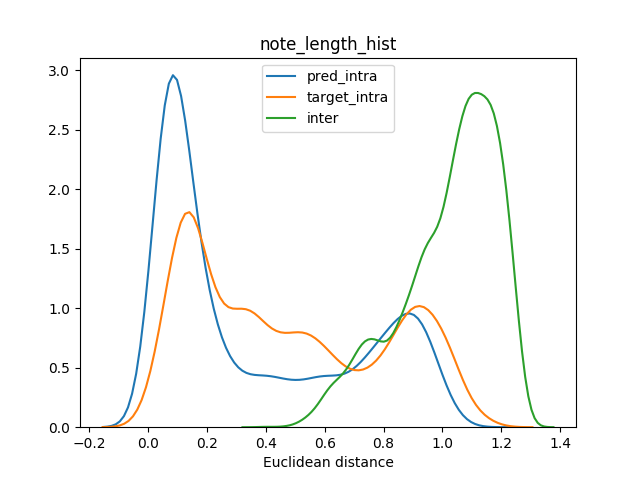 note_length_hist
pred_intra
target_intra
inter
3.0
2.5
2.0
1.5
1.0
0.5
0.0
−0.2 0.0 0.2 0.4 0.6 0.8 1.0 1.2 1.4
Euclidean distance